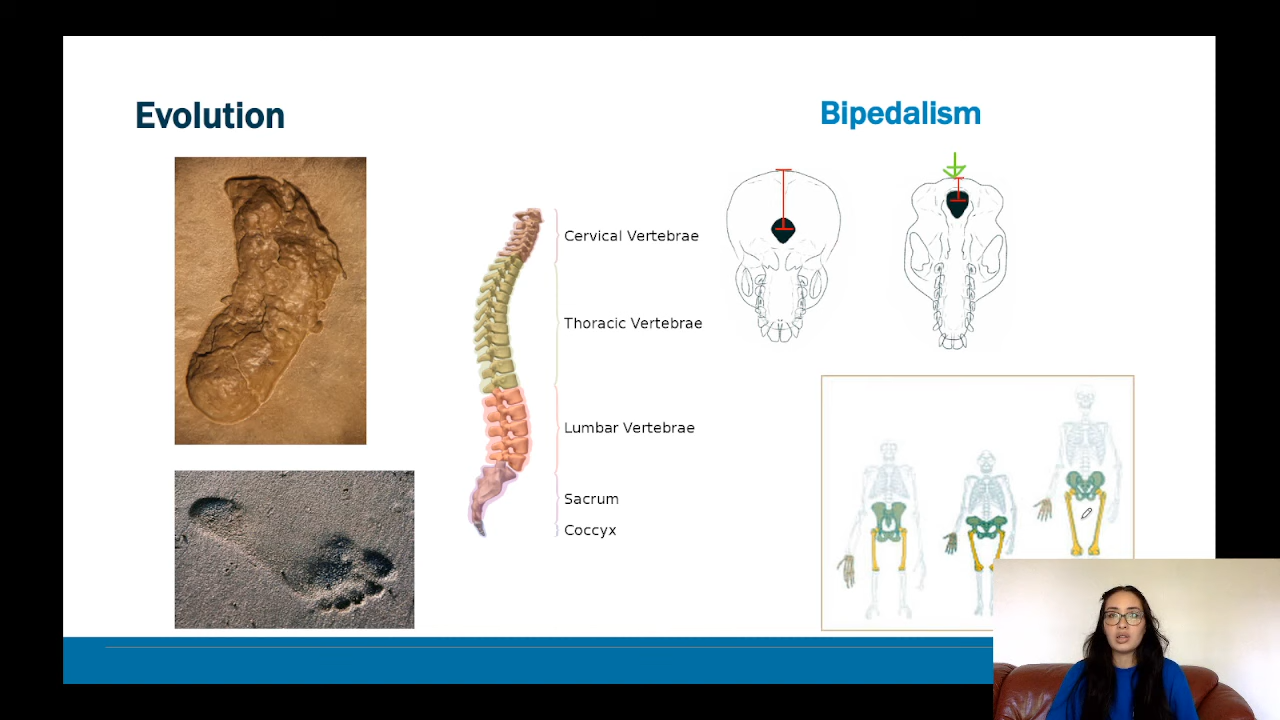 Evolution
Bipedalism
Cervical Vertebrae
Thoracic Vertebrae
Lumbar Vertebrae
Sacrum
Coccyx